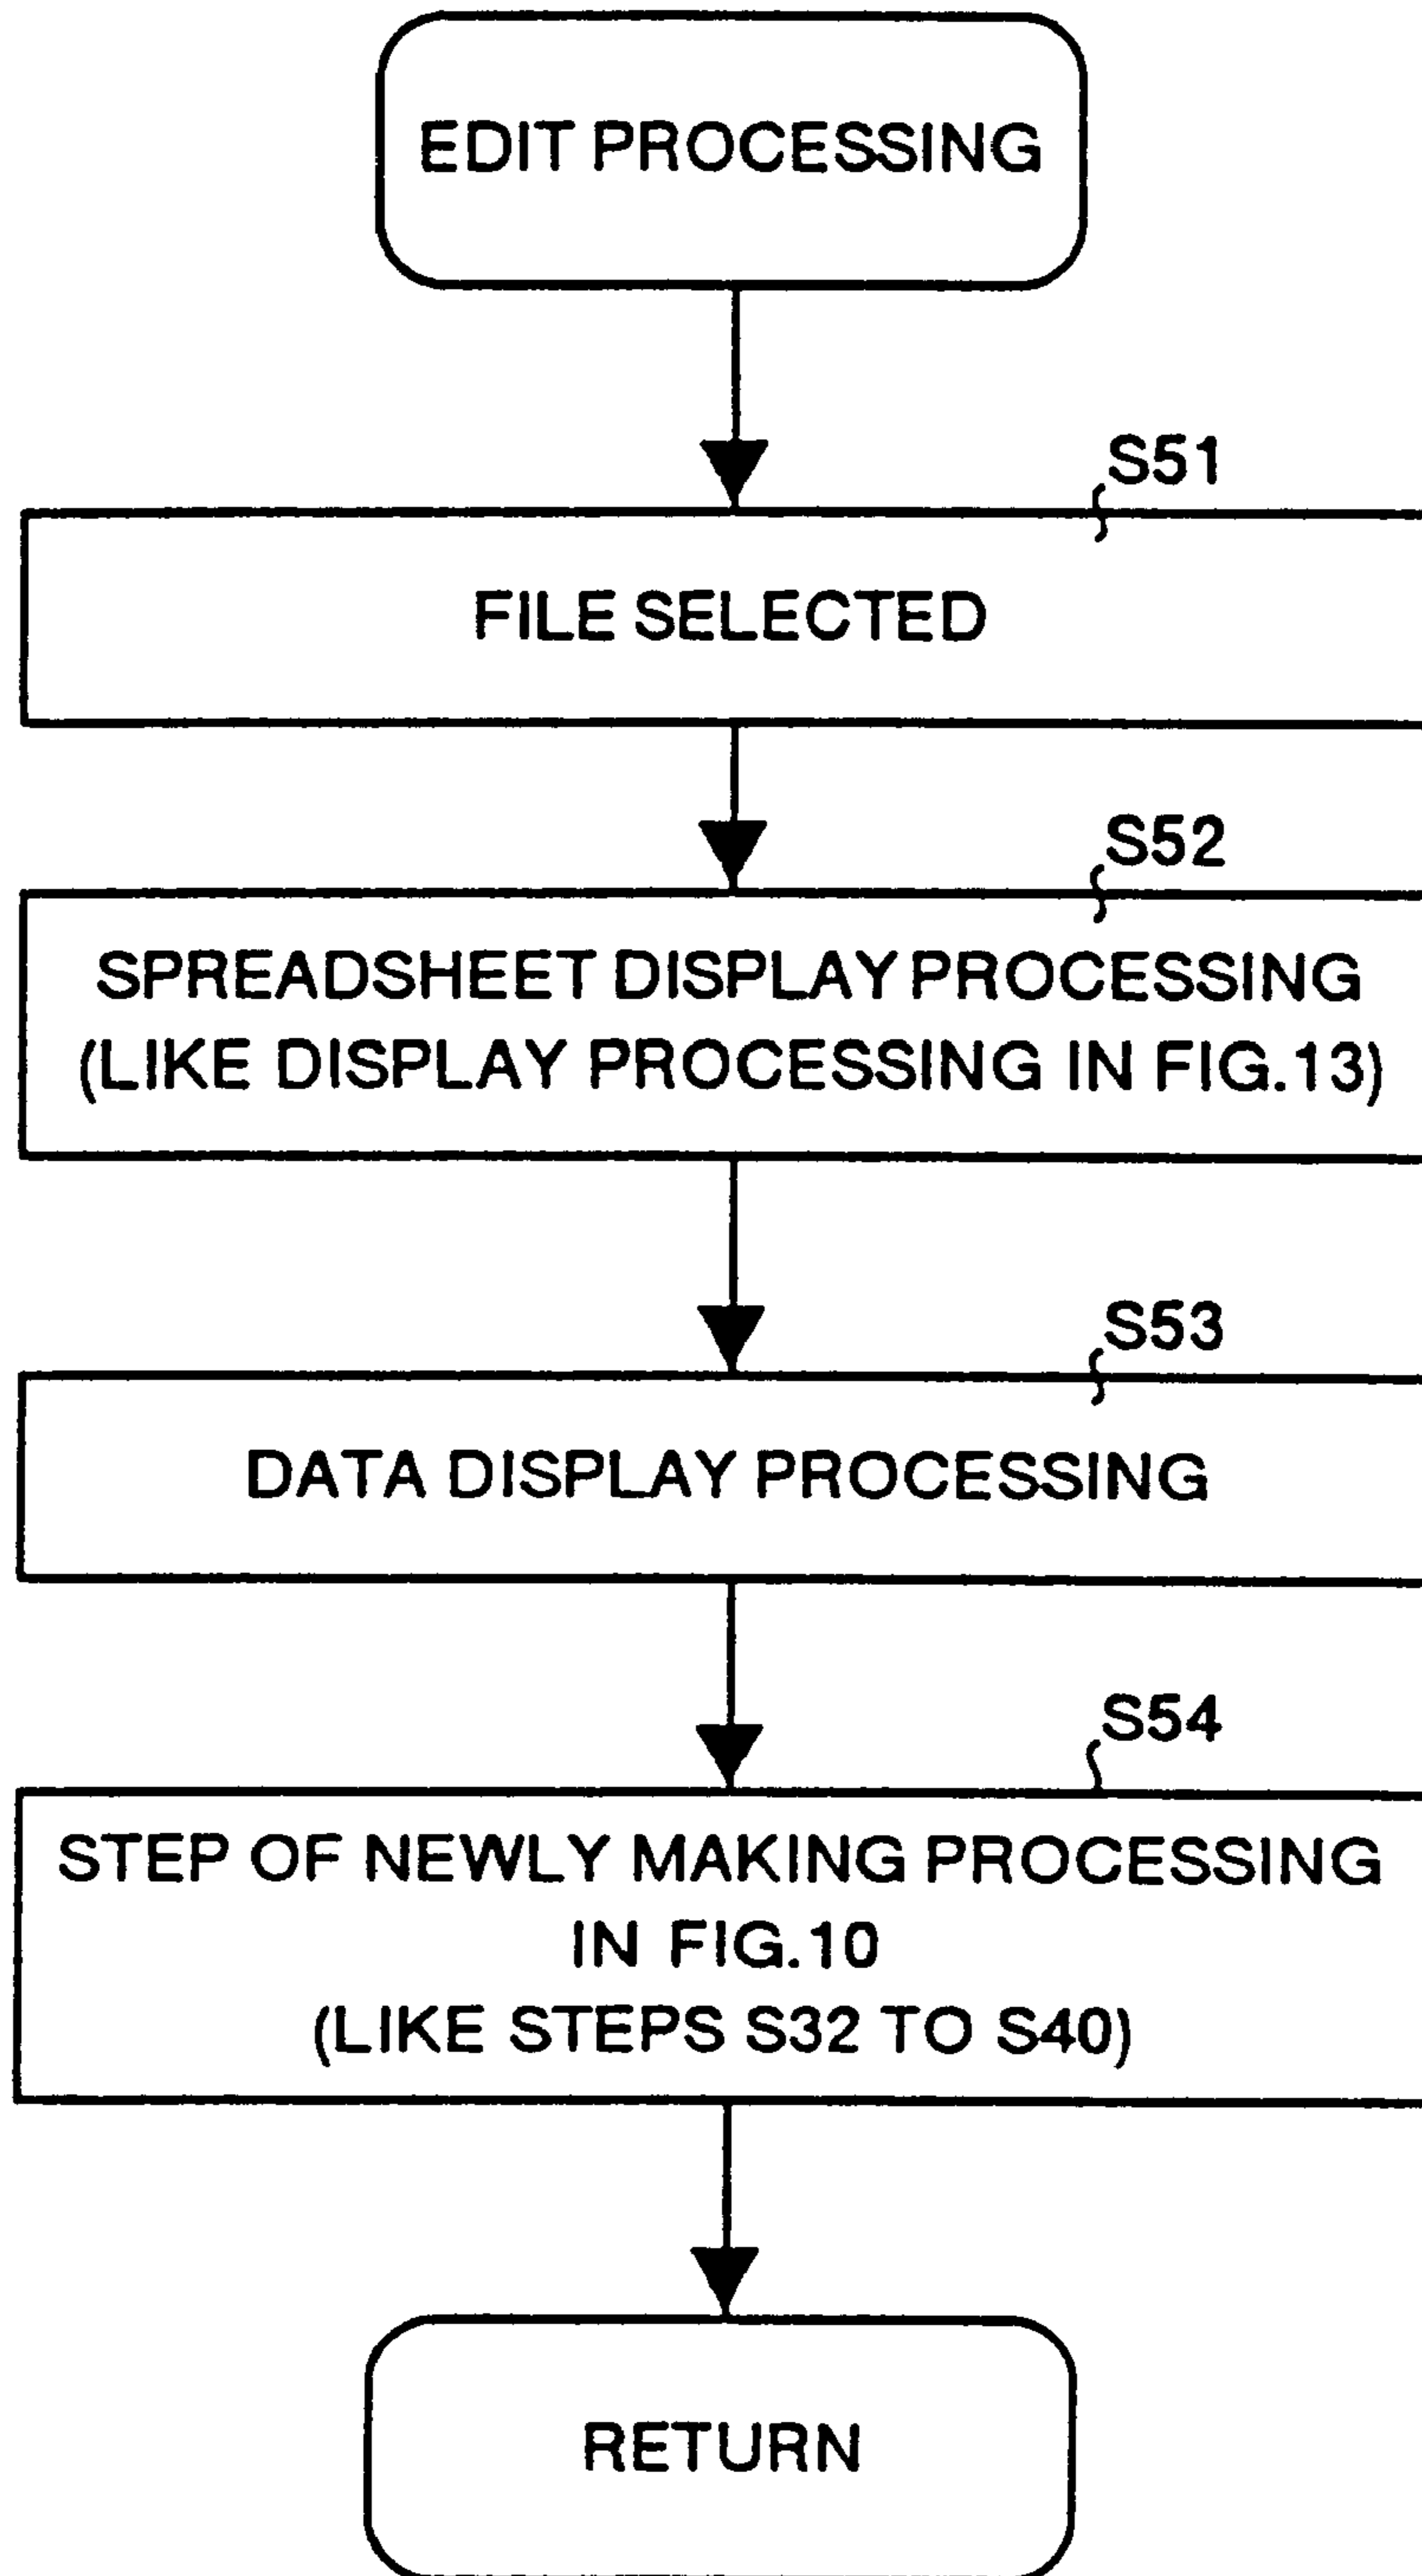 EDIT PROCESSING
S51
FILE SELECTED
S52
SPREADSHEET DISPLAY PROCESSING
(LIKE DISPLAY PROCESSING IN FIG.13)
S53
DATA DISPLAY PROCESSING
S54
STEP OF NEWLY MAKING PROCESSING
IN FIG.10
(LIKE STEPS S32 TO S40)
RETURN